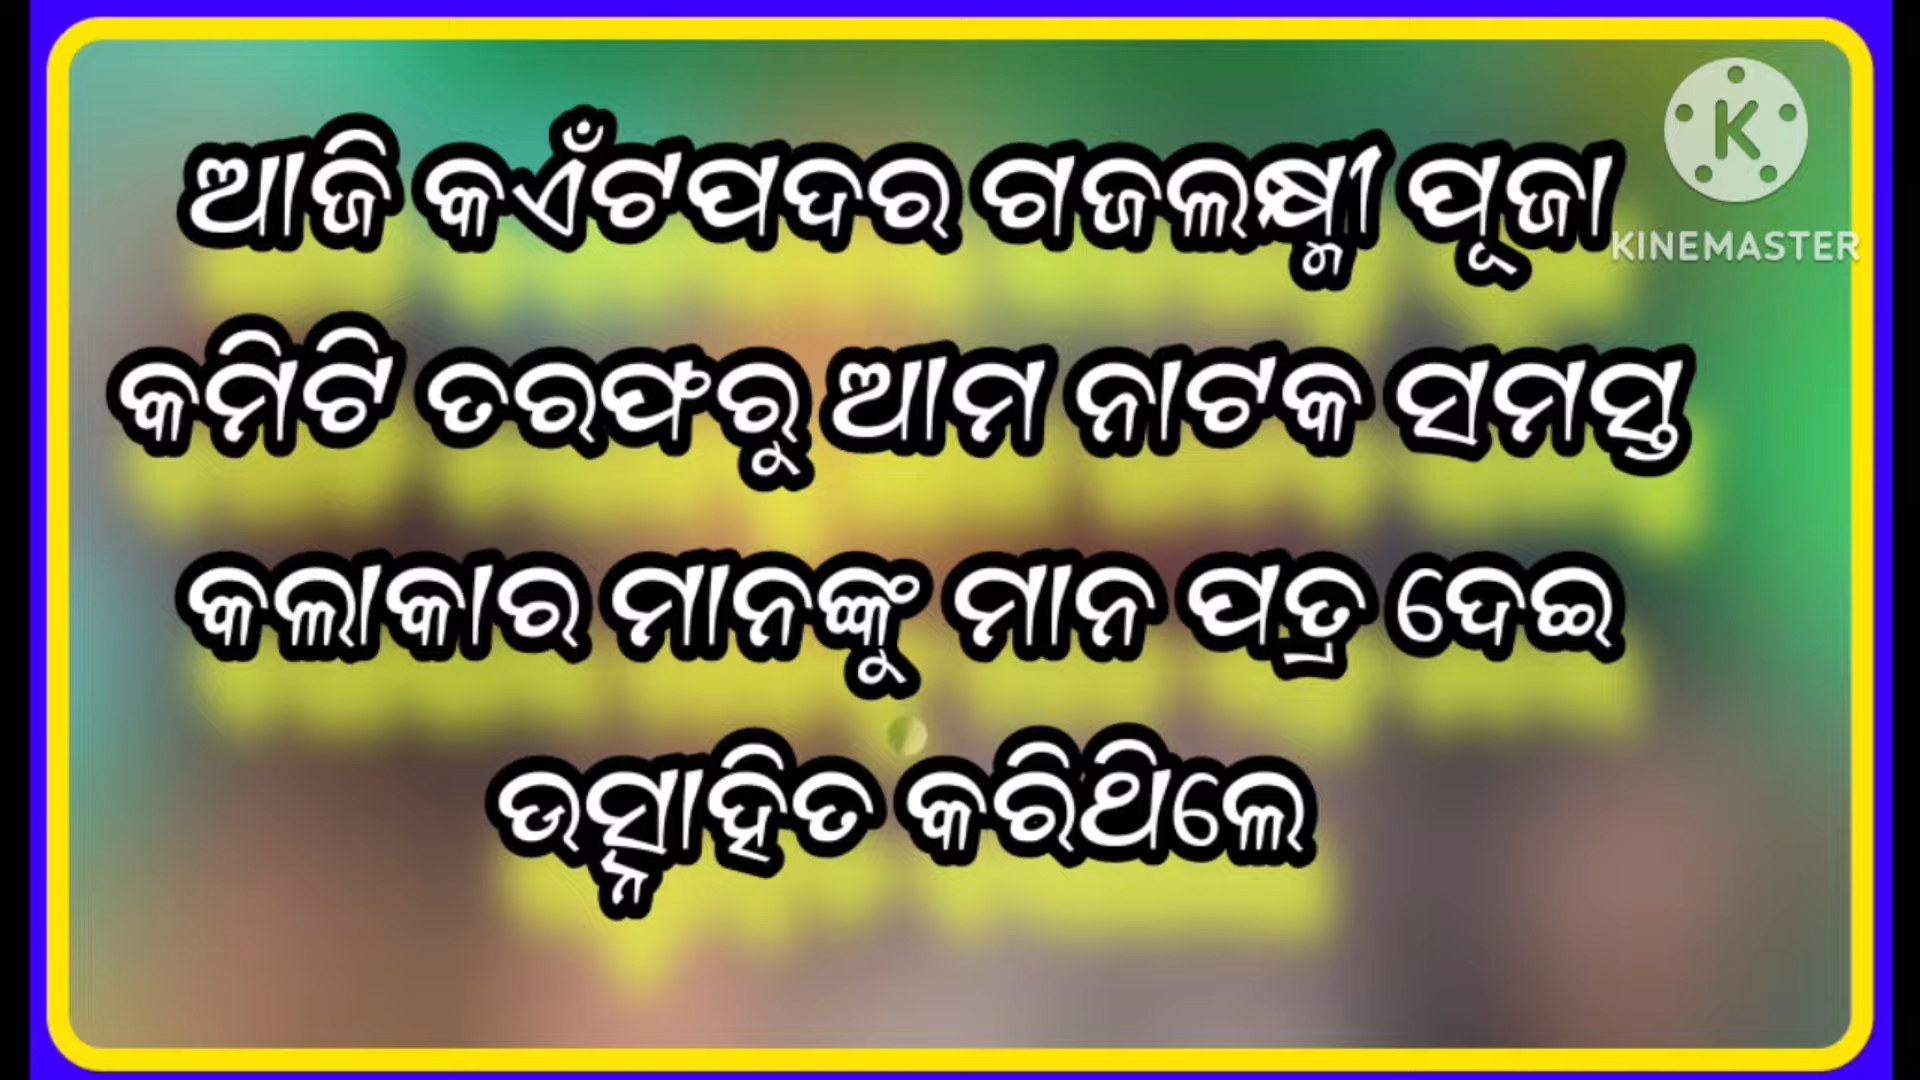 ଆଜି କଏଁଟପଦର ଗଜଲକ୍ଷ୍ମୀ ପୂଜା
କମିଟି ତରଫରୁ ଆମ ନାଟକ ସମସ୍ତ
କଳାକାର ମାନଙ୍କୁ ମାନ ପତ୍ର ଦେଇ
ଉତ୍ସ୍ନାହିତ କରିଥିଲେ
K
KINEMASTER